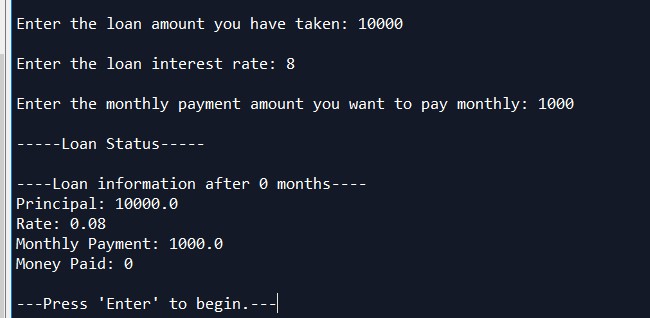 Enter the loan amount you have taken: 10000
Enter the loan interest rate: 8
Enter the monthly payment amount you want to pay monthly: 1000
-----Loan Status-----
----Loan information after 0 months----
Principal: 10000.0
Rate: 0.08
Monthly Payment: 1000.0
Money Paid: 0
---Press 'Enter' to begin.---